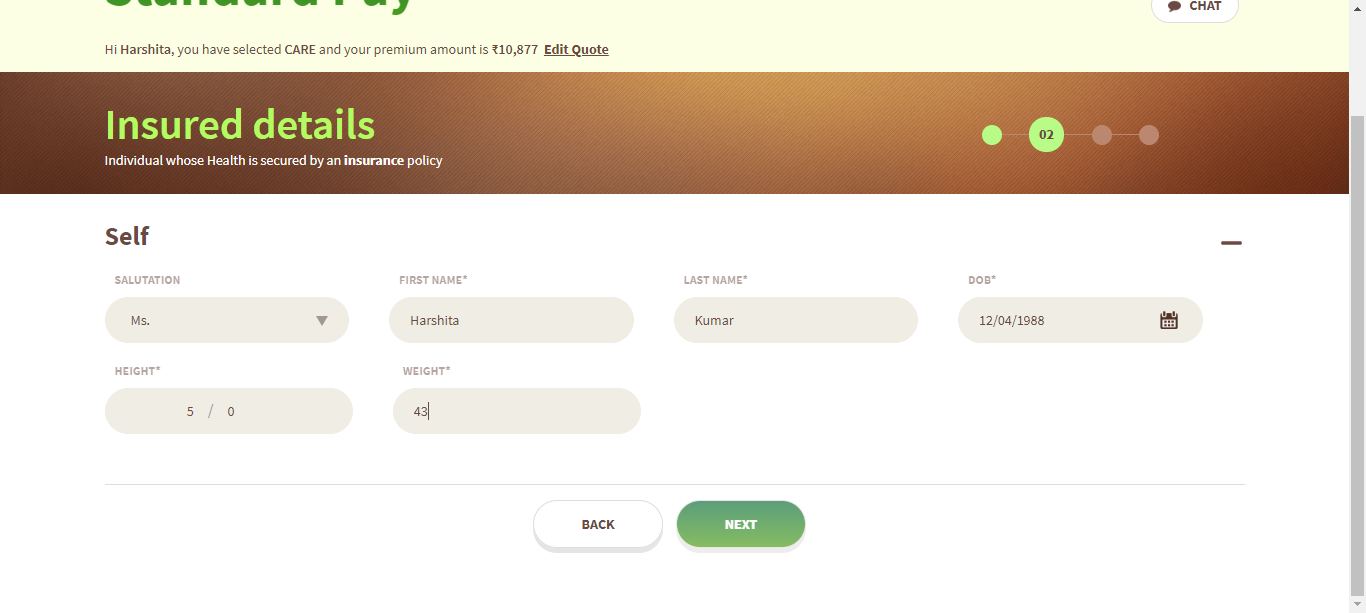 Standard Pay
CHAT
Hi Harshita, you have selected CARE and your premium amount is ₹10,877 Edit Quote
Insured details
02
Individual whose Health is secured by an insurance policy
Self
SALUTATION FIRST NAME* LAST NAME* DOB*
Ms. Harshita Kumar 12/04/1988
HEIGHT* WEIGHT*
5 / 0 43
BACK NEXT